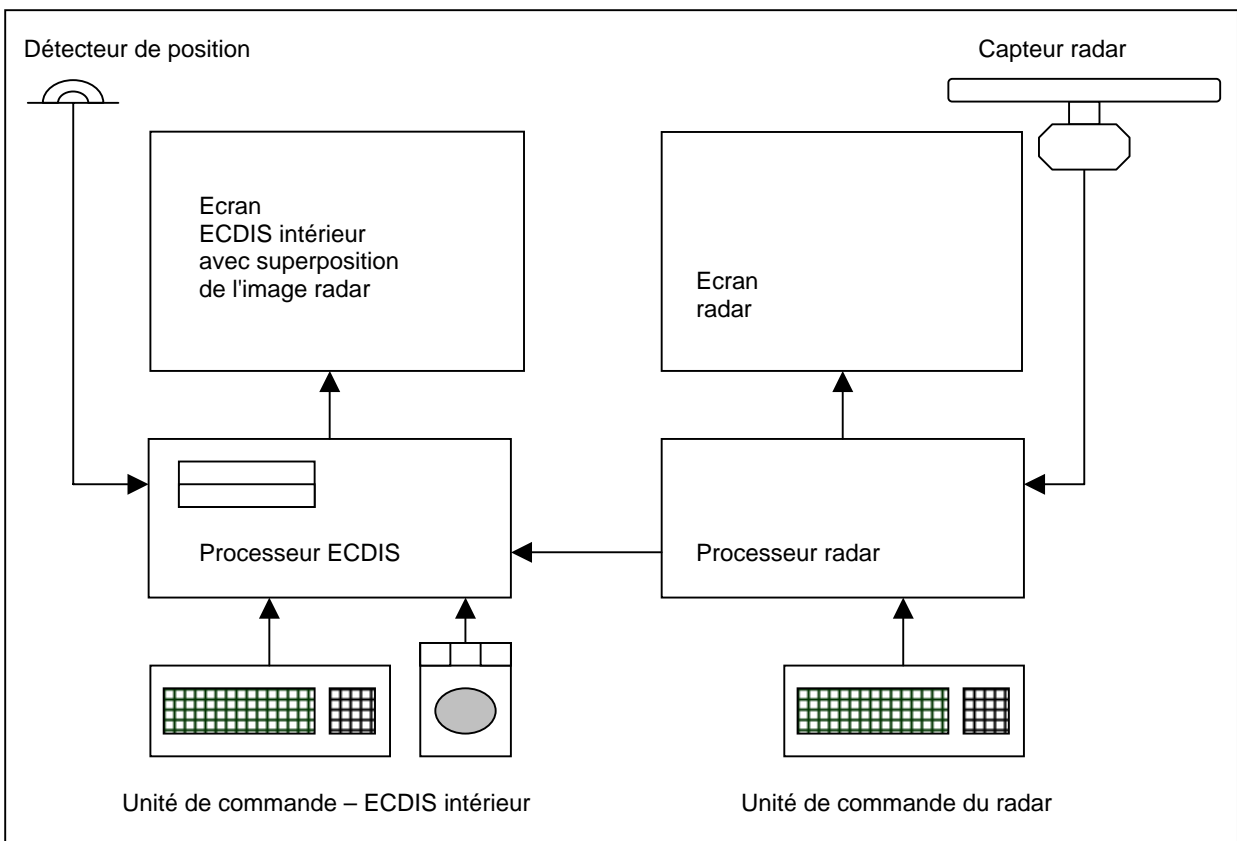 Détecteur de position
Capteur radar
Ecran
ECDIS intérieur
avec superposition
de l'image radar
Ecran
radar
Processeur ECDIS
Processeur radar
Unité de commande – ECDIS intérieur
Unité de commande du radar